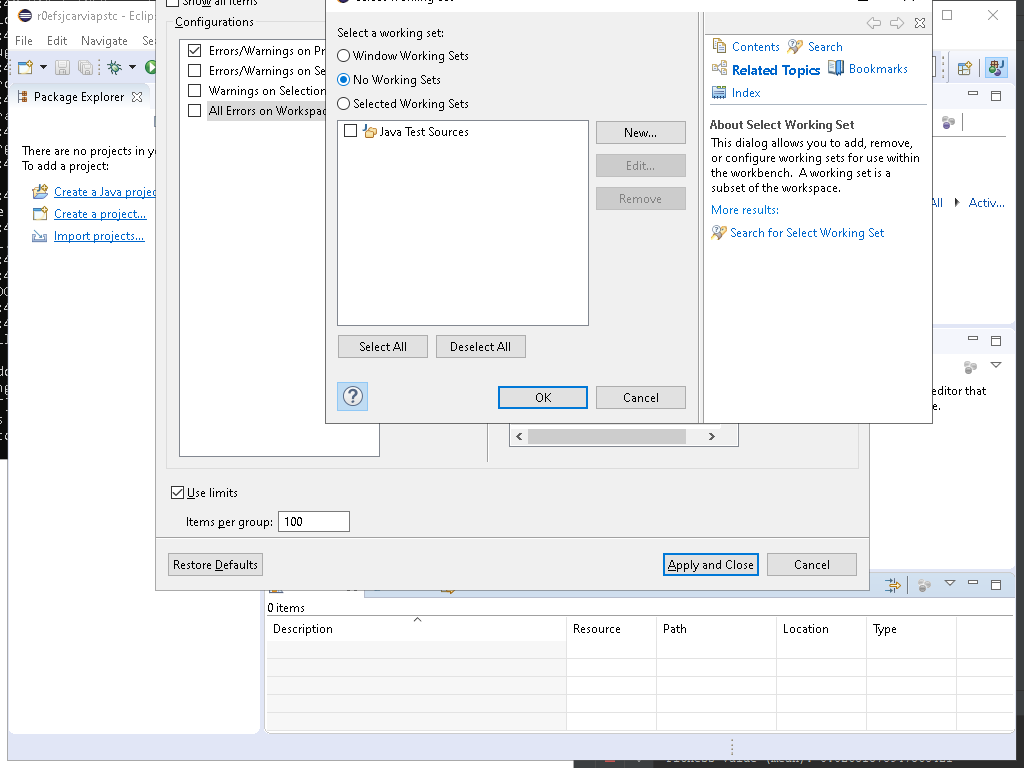 r0efsjcarviapstc - Eclips
File Edit Navigate Se
Package Explorer
There are no projects in y
To add a project:
Create a Java projec
Create a project...
Import projects...
Show all items
Configurations
Errors/Warnings on Pr
Errors/Warnings on Se
Warnings on Selection
All Errors on Workspac
Use limits
Items per group: 100
Restore Defaults
Apply and Close
Cancel
Select a working set:
Window Working Sets
No Working Sets
Selected Working Sets
Java Test Sources
New...
Edit...
Remove
Select All
Deselect All
OK
Cancel
Contents Search
Related Topics Bookmarks
Index
About Select Working Set
This dialog allows you to add, remove,
or configure working sets for use within
the workbench. A working set is a
subset of the workspace.
More results:
Search for Select Working Set
All Activ...
editor that
e.
0 items
Description Resource Path Location Type